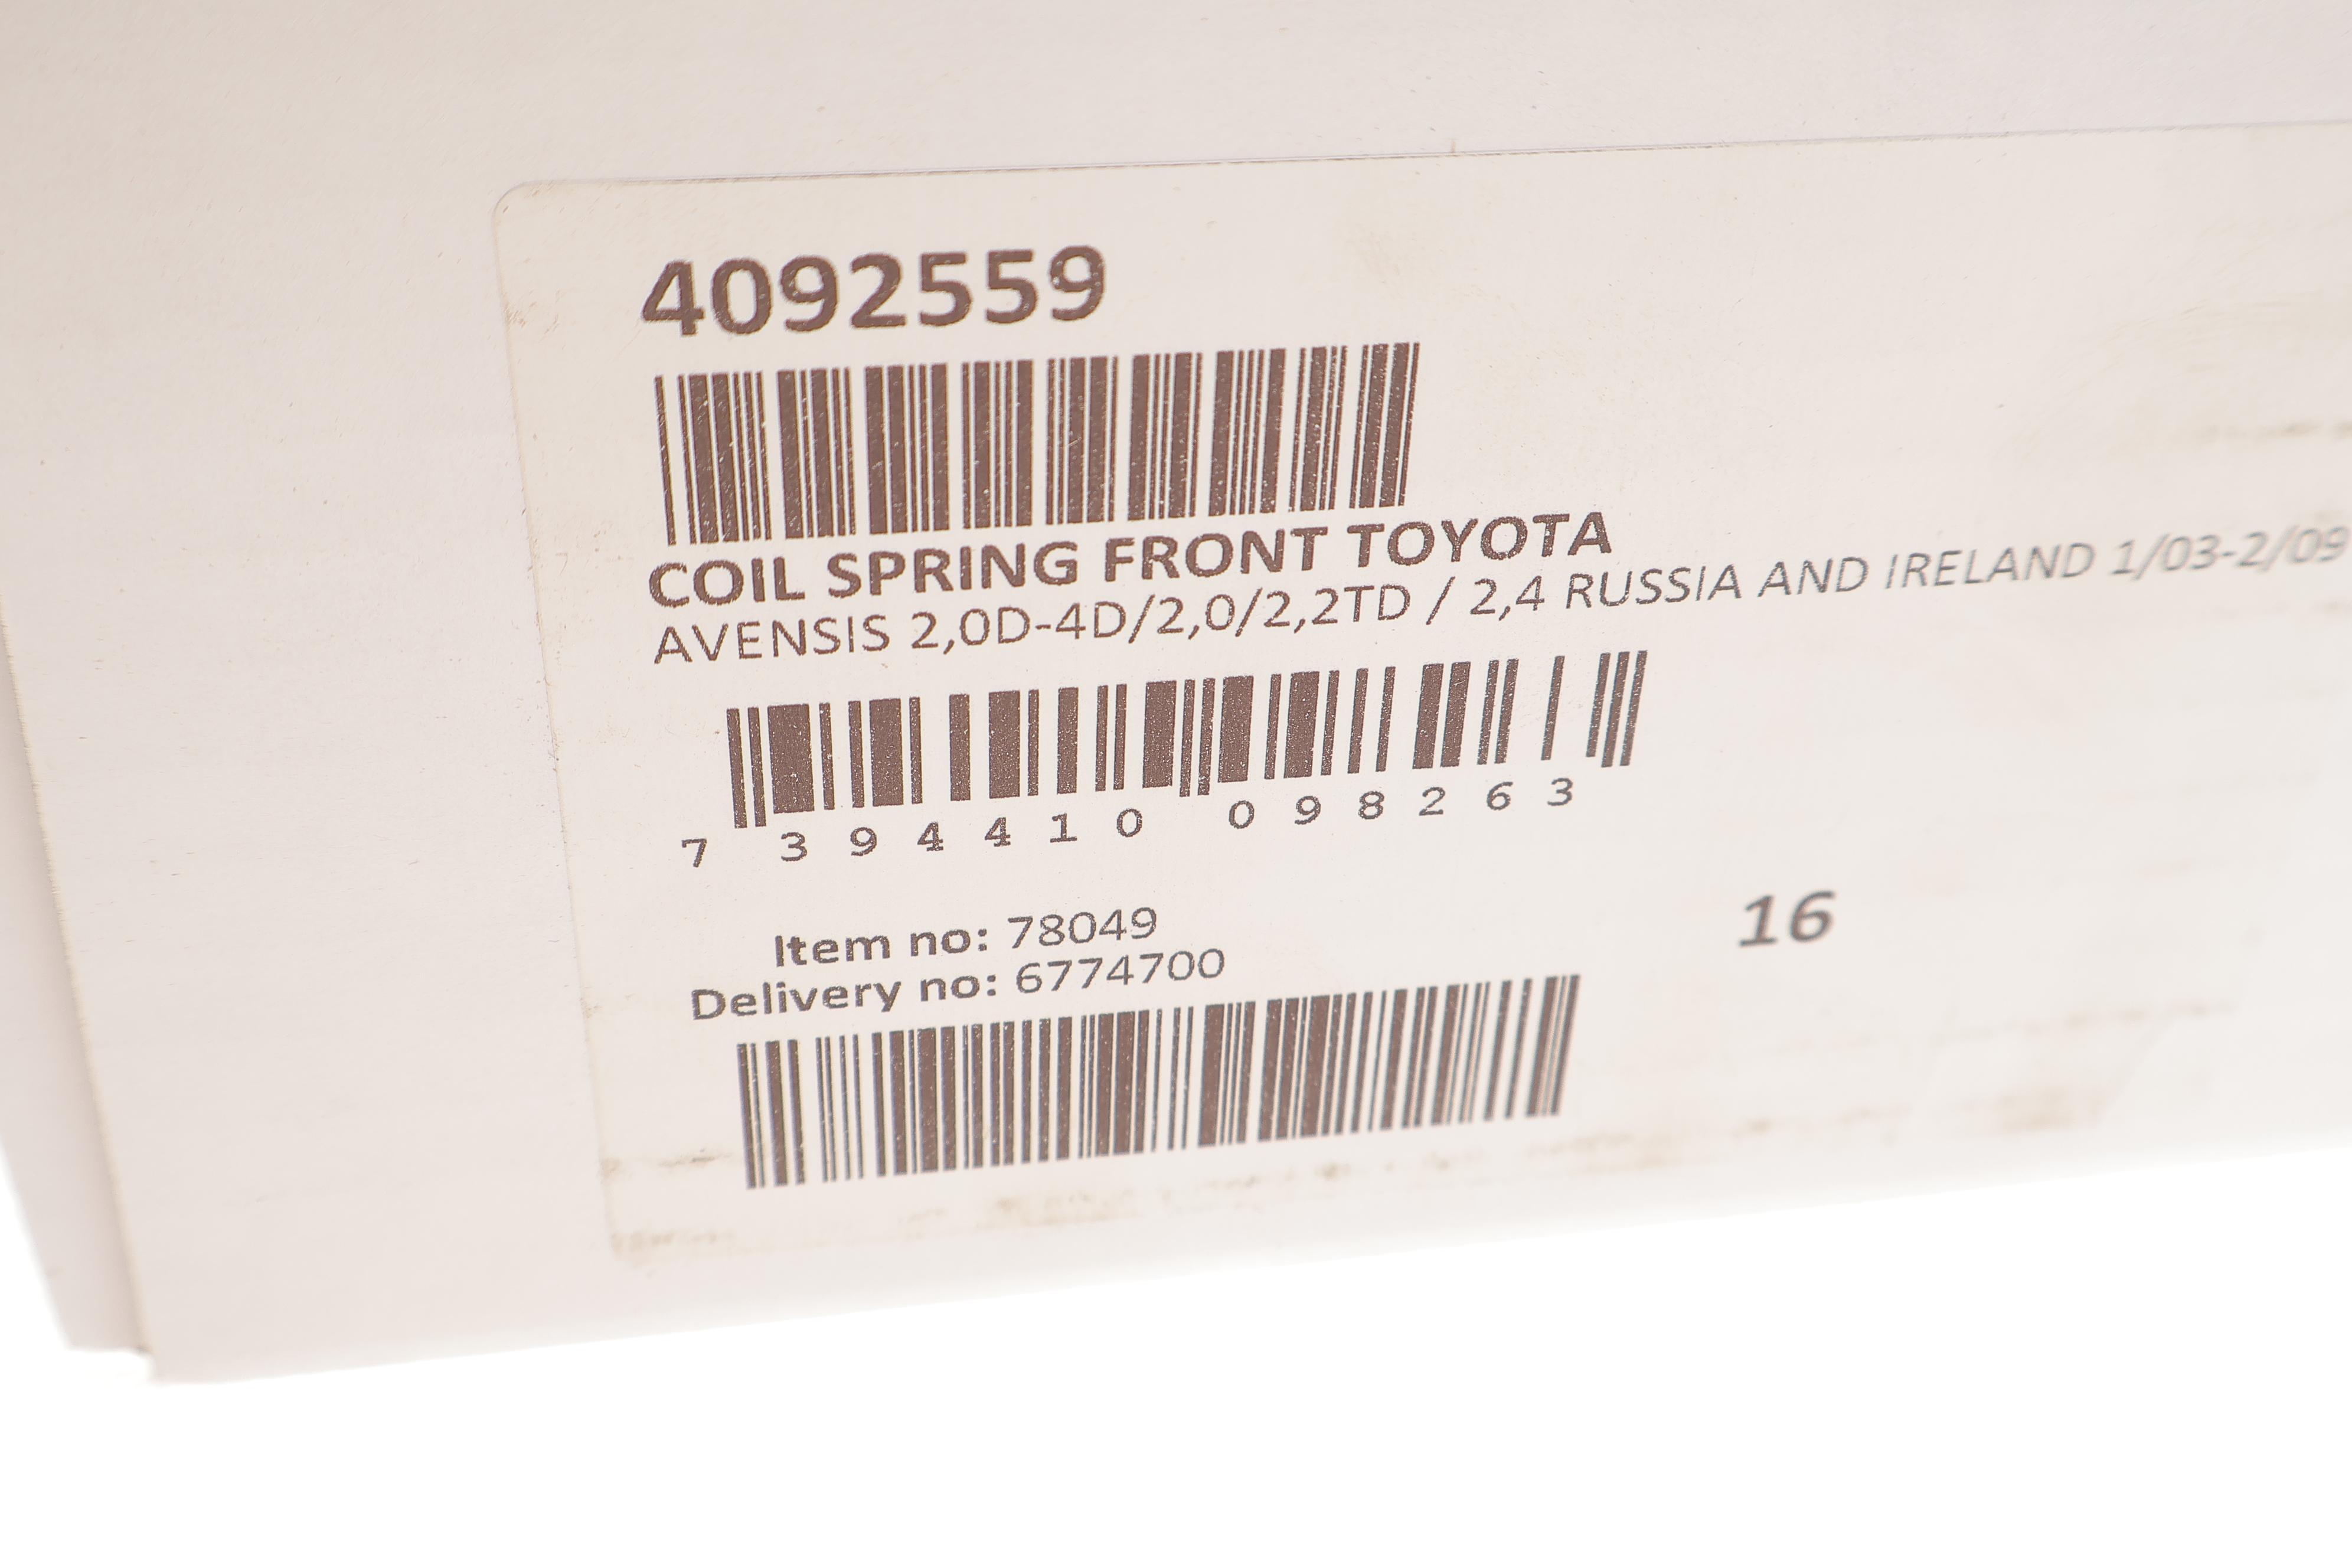 4092559
COIL SPRING FRONT TOYOTA
AVENSIS 2,0D-4D/2,0/2,2TD / 2,4 RUSSIA AND IRELAND 1/03-2/09
7 394410 098263
Item no: 78049
16
Delivery no: 6774700